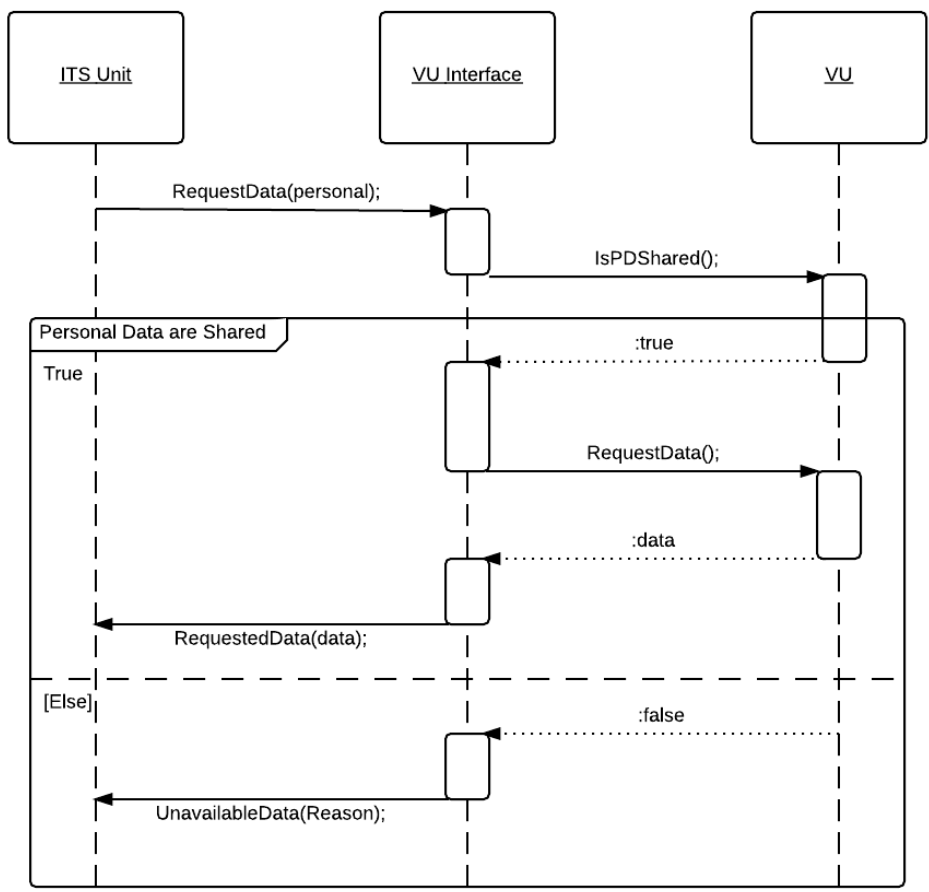 ITS Unit
VU Interface
VU
RequestData(personal);
IsPDShared();
Personal Data are Shared
:true
True
RequestData();
:data
RequestedData(data);
[Else]
:false
UnavailableData(Reason);